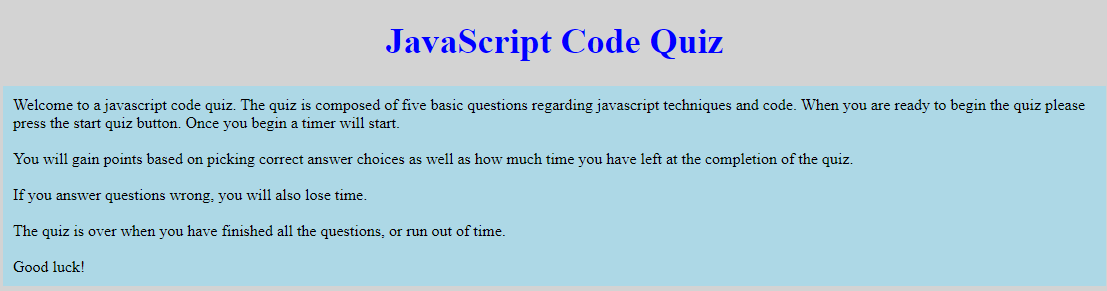 JavaScript Code Quiz
Welcome to a javascript code quiz. The quiz is composed of five basic questions regarding javascript techniques and code. When you are ready to begin the quiz please
press the start quiz button. Once you begin a timer will start.
You will gain points based on picking correct answer choices as well as how much time you have left at the completion of the quiz.
If you answer questions wrong, you will also lose time.
The quiz is over when you have finished all the questions, or run out of time.
Good luck!